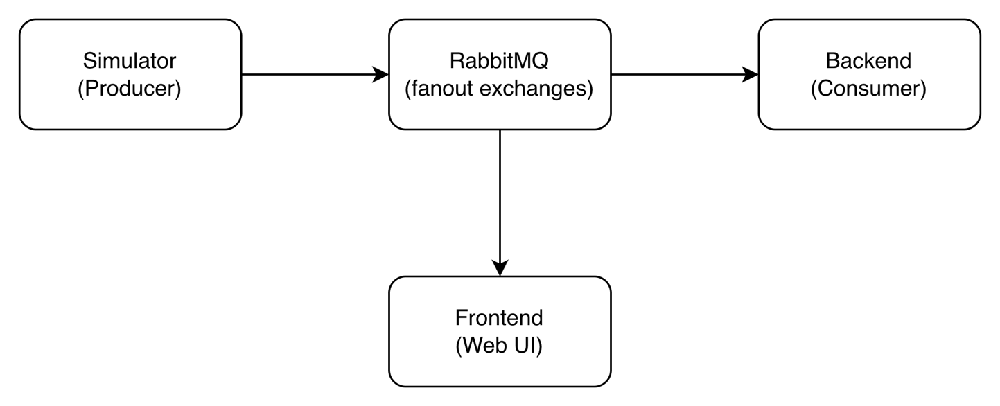 Simulator
(Producer)
RabbitMQ
(fanout exchanges)
Backend
(Consumer)
Frontend
(Web UI)